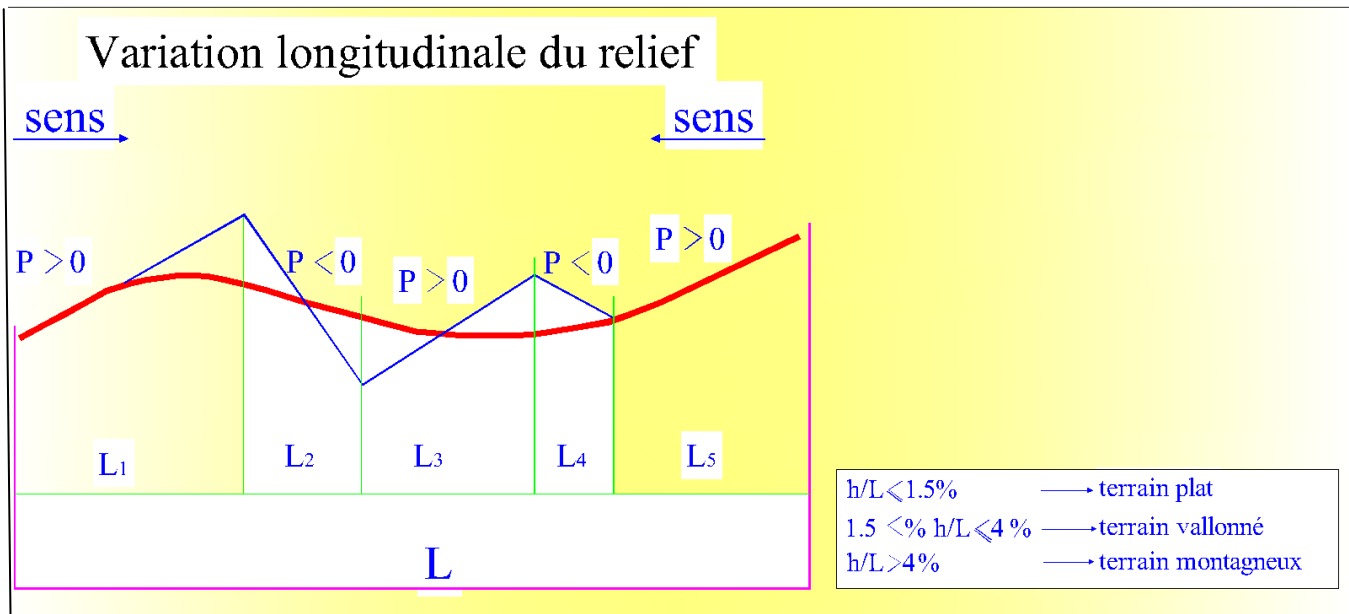 Variation longitudinale du relief
sens sens
P > 0 P < 0 P > 0 P < 0 P > 0
L1 L2 L3 L4 L5
L
h/L⩽1.5% terrain plat
1.5 <% h/L⩽4 % terrain vallonné
h/L>4% terrain montagneux